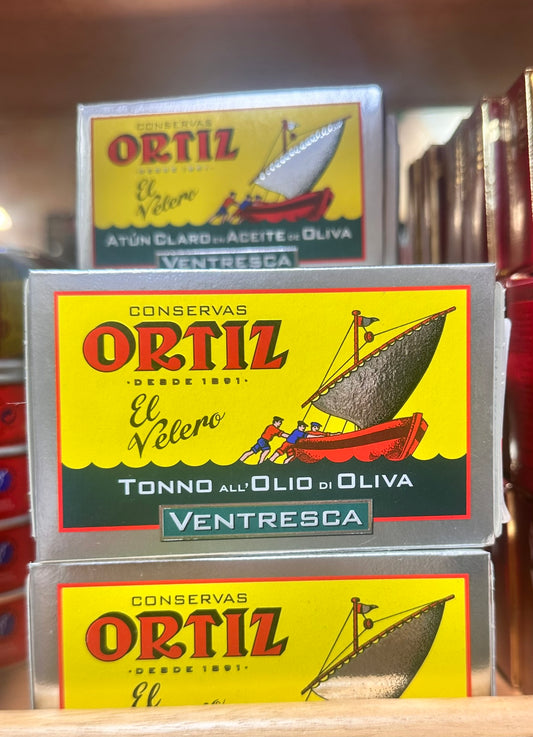 CONSERVAS
ORTIZ
El
Velero
ATÚN CLARO EN ACEITE DE OLIVA
VENTRESCA
CONSERVAS
ORTIZ
·DESDE 1891·
El
Velero
TONNO ALL'OLIO DI OLIVA
VENTRESCA
CONSERVAS
ORTIZ
·DESDE 1891·
El